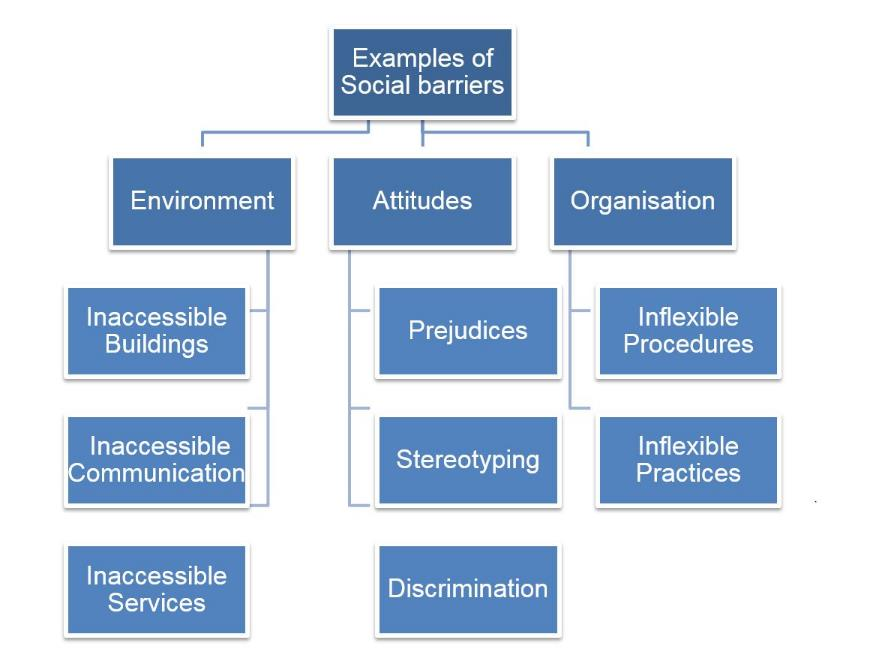 Examples of
Social barriers
Environment
Attitudes
Organisation
Inaccessible
Buildings
Prejudices
Inflexible
Procedures
Inaccessible
Communication
Stereotyping
Inflexible
Practices
Inaccessible
Services
Discrimination